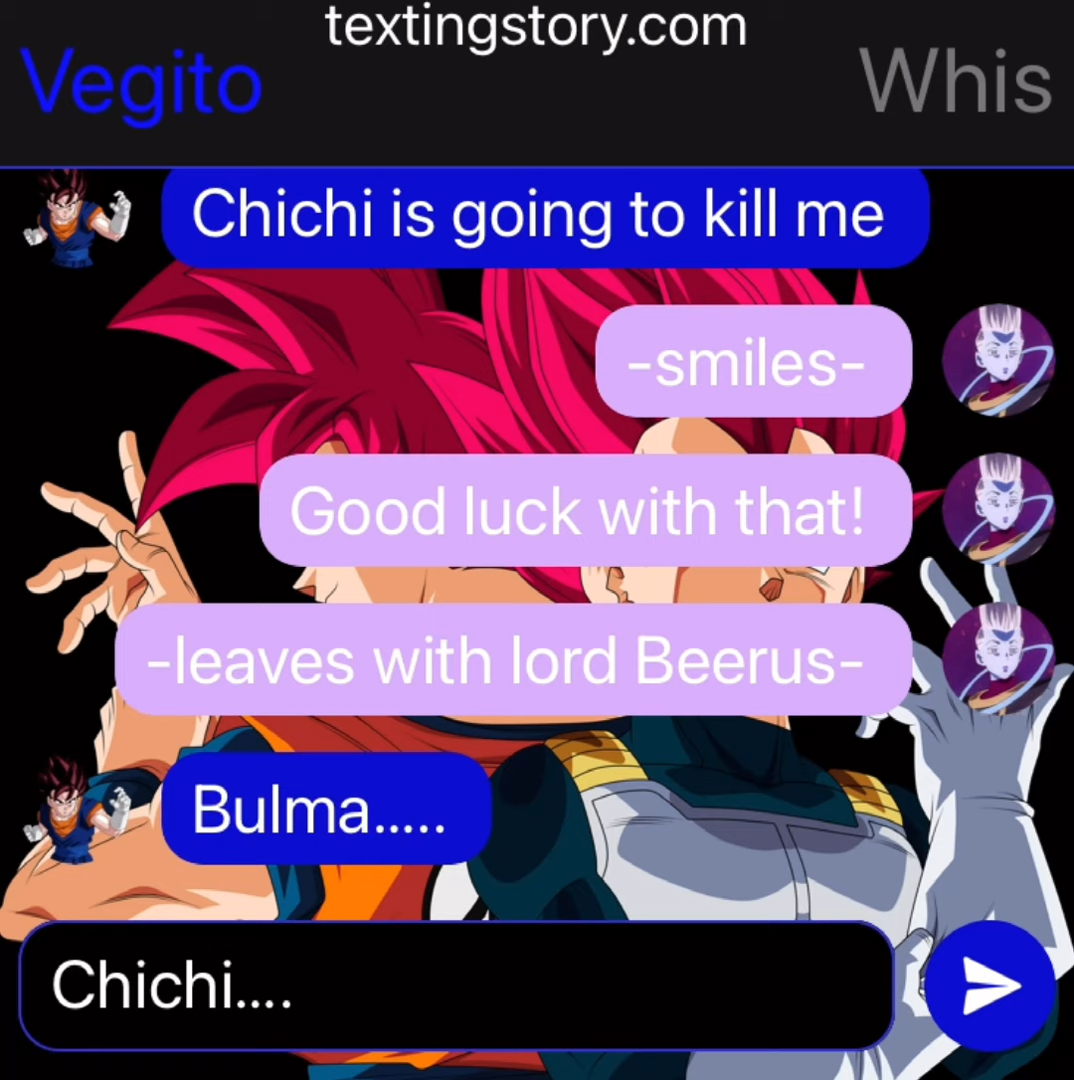 textingstory.com
Vegito
Whis
Chichi is going to kill me
-smiles-
Good luck with that!
-leaves with lord Beerus-
Bulma.....
Chichi....